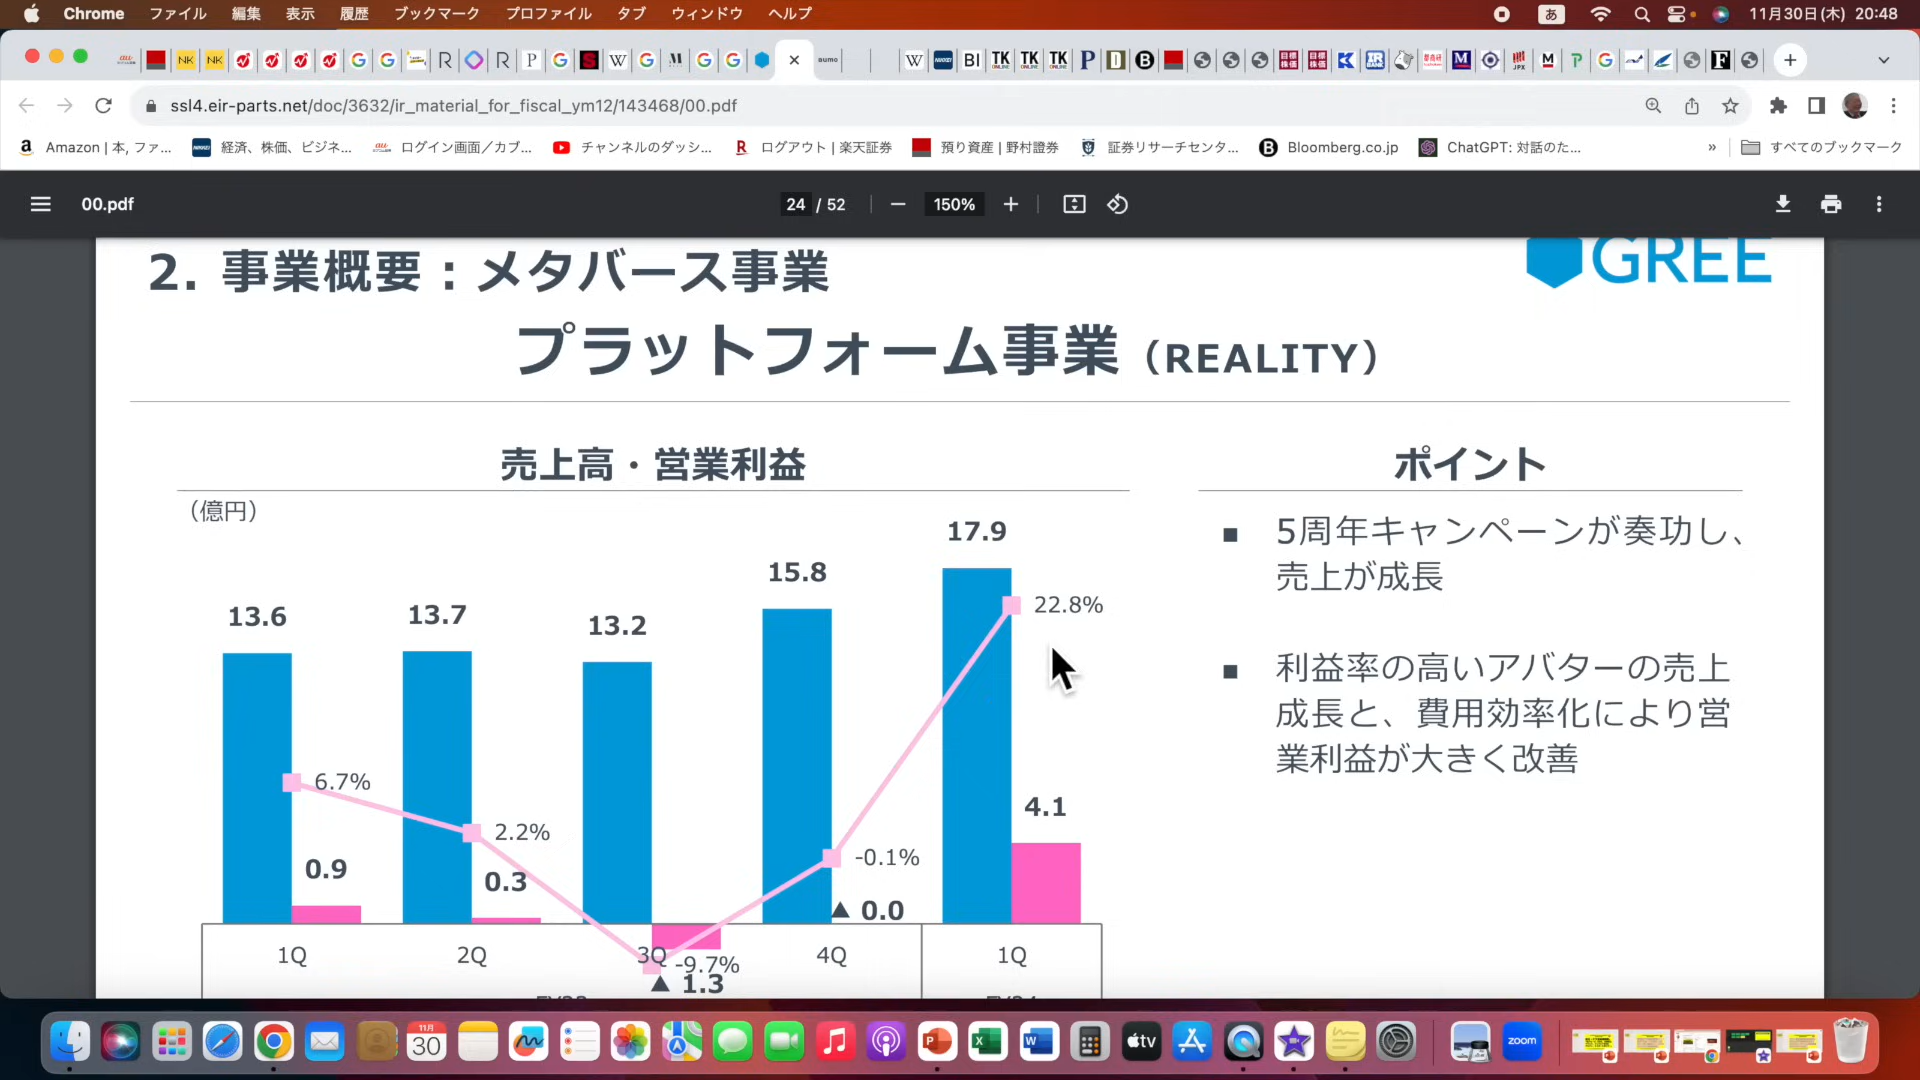 Chrome ファイル 編集 表示 履歴 ブックマーク プロファイル タブ ウィンドウ ヘルプ あ 11月30日(木) 20:48
ssl4.eir-parts.net/doc/3632/ir_material_for_fiscal_ym12/143468/00.pdf
Amazon | 本, ファ... 経済、株価、ビジネ... ログイン画面／カブ... チャンネルのダッシ... ログアウト | 楽天証券 預り資産 | 野村證券 証券リサーチセンタ... Bloomberg.co.jp ChatGPT: 対話のた... » すべてのブックマーク
00.pdf 24 / 52 150%
2. 事業概要：メタバース事業
GREE
プラットフォーム事業（REALITY）
売上高・営業利益
（億円）
13.6 13.7 13.2 15.8 17.9
6.7% 2.2% -9.7% -0.1% 22.8%
0.9 0.3 ▲ 1.3 ▲ 0.0 4.1
1Q 2Q 3Q 4Q 1Q
ポイント
■ 5周年キャンペーンが奏功し、
売上が成長
■ 利益率の高いアバターの売上
成長と、費用効率化により営
業利益が大きく改善
11月
30
tv
zoom